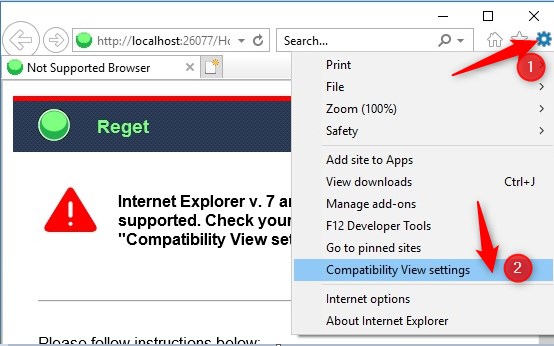 http://localhost:26077/Ho
Search...
Not Supported Browser
1
Print
File
Zoom (100%)
Safety
Add site to Apps
View downloads Ctrl+J
Manage add-ons
F12 Developer Tools
Go to pinned sites
Compatibility View settings
2
Internet options
About Internet Explorer
Reget
Internet Explorer v. 7 an
supported. Check your
"Compatibility View set
Please follow instructions below: